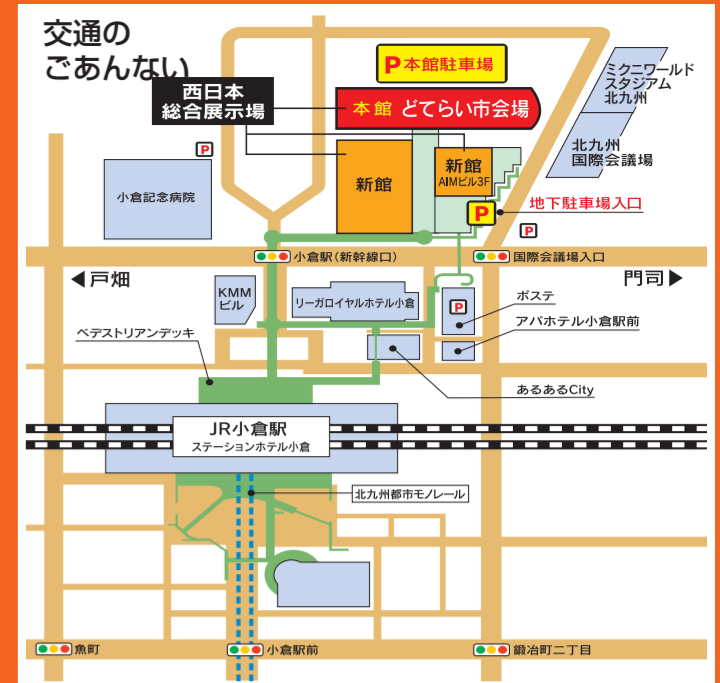 交通の
ごあんない
P本館駐車場
西日本
総合展示場
本館 どてらい市会場
ミクニワールド
スタジアム
北九州
北九州
国際会議場
P
小倉記念病院
新館
新館
AIMビル3F
P
地下駐車場入口
P
小倉駅(新幹線口)
国際会議場入口
◀戸畑
門司▶
KMM
ビル
リーガロイヤルホテル小倉
P
ポステ
アパホテル小倉駅前
ペデストリアンデッキ
あるあるCity
JR小倉駅
ステーションホテル小倉
北九州都市モノレール
魚町
小倉駅前
鍛冶町二丁目